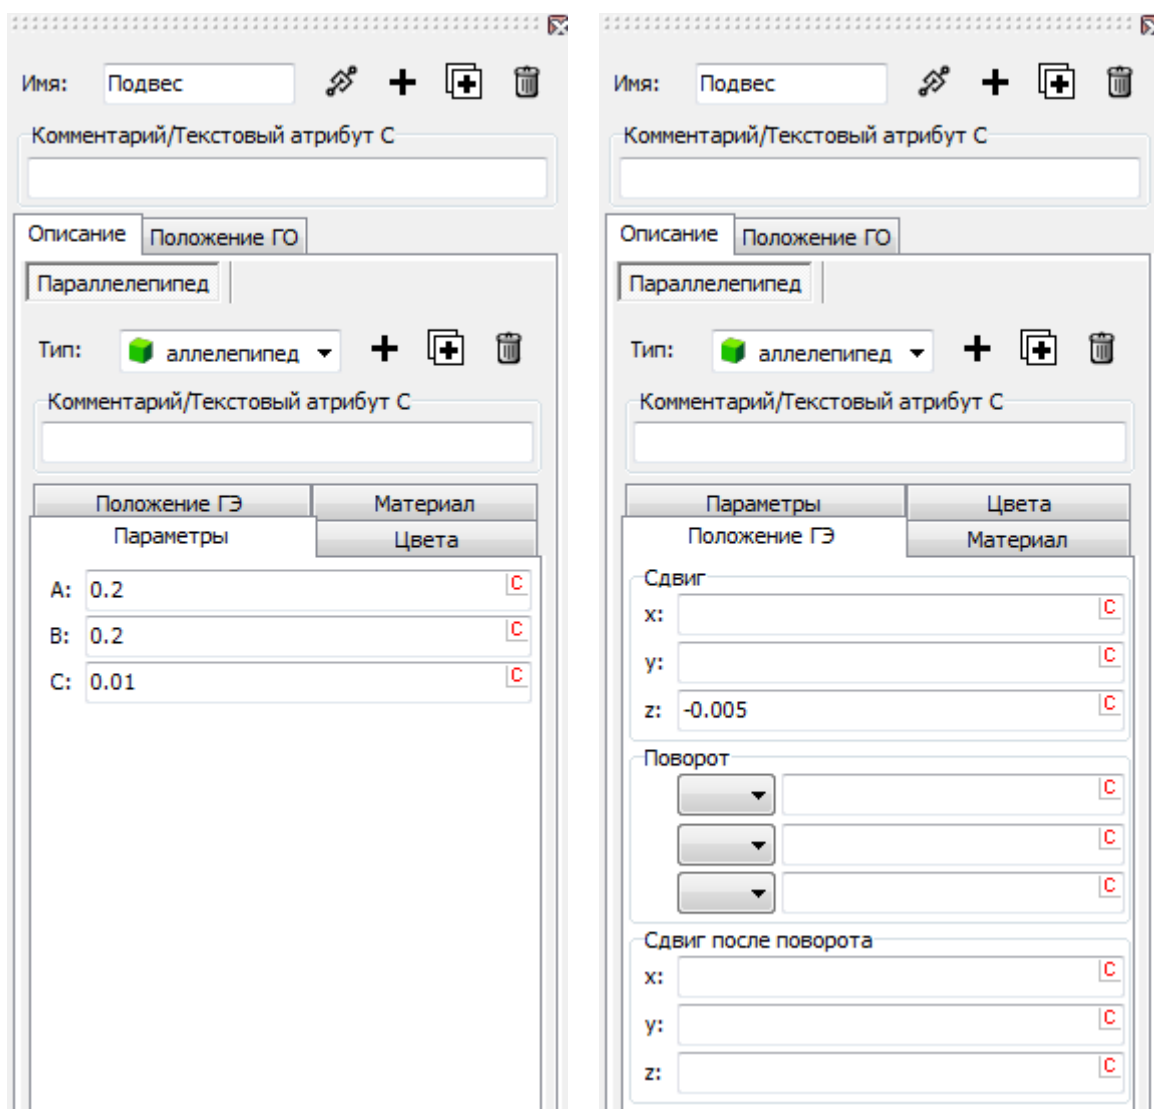 Имя: Подвес
Комментарий/Текстовый атрибут C
Описание Положение ГО
Параллелепипед
Тип: аллелепипед
Комментарий/Текстовый атрибут C
Положение ГЭ Материал
Параметры Цвета
A: 0.2 C
B: 0.2 C
C: 0.01 C
Имя: Подвес
Комментарий/Текстовый атрибут C
Описание Положение ГО
Параллелепипед
Тип: аллелепипед
Комментарий/Текстовый атрибут C
Параметры Цвета
Положение ГЭ Материал
Сдвиг
x: C
y: C
z: -0.005 C
Поворот
C
C
C
Сдвиг после поворота
x: C
y: C
z: C